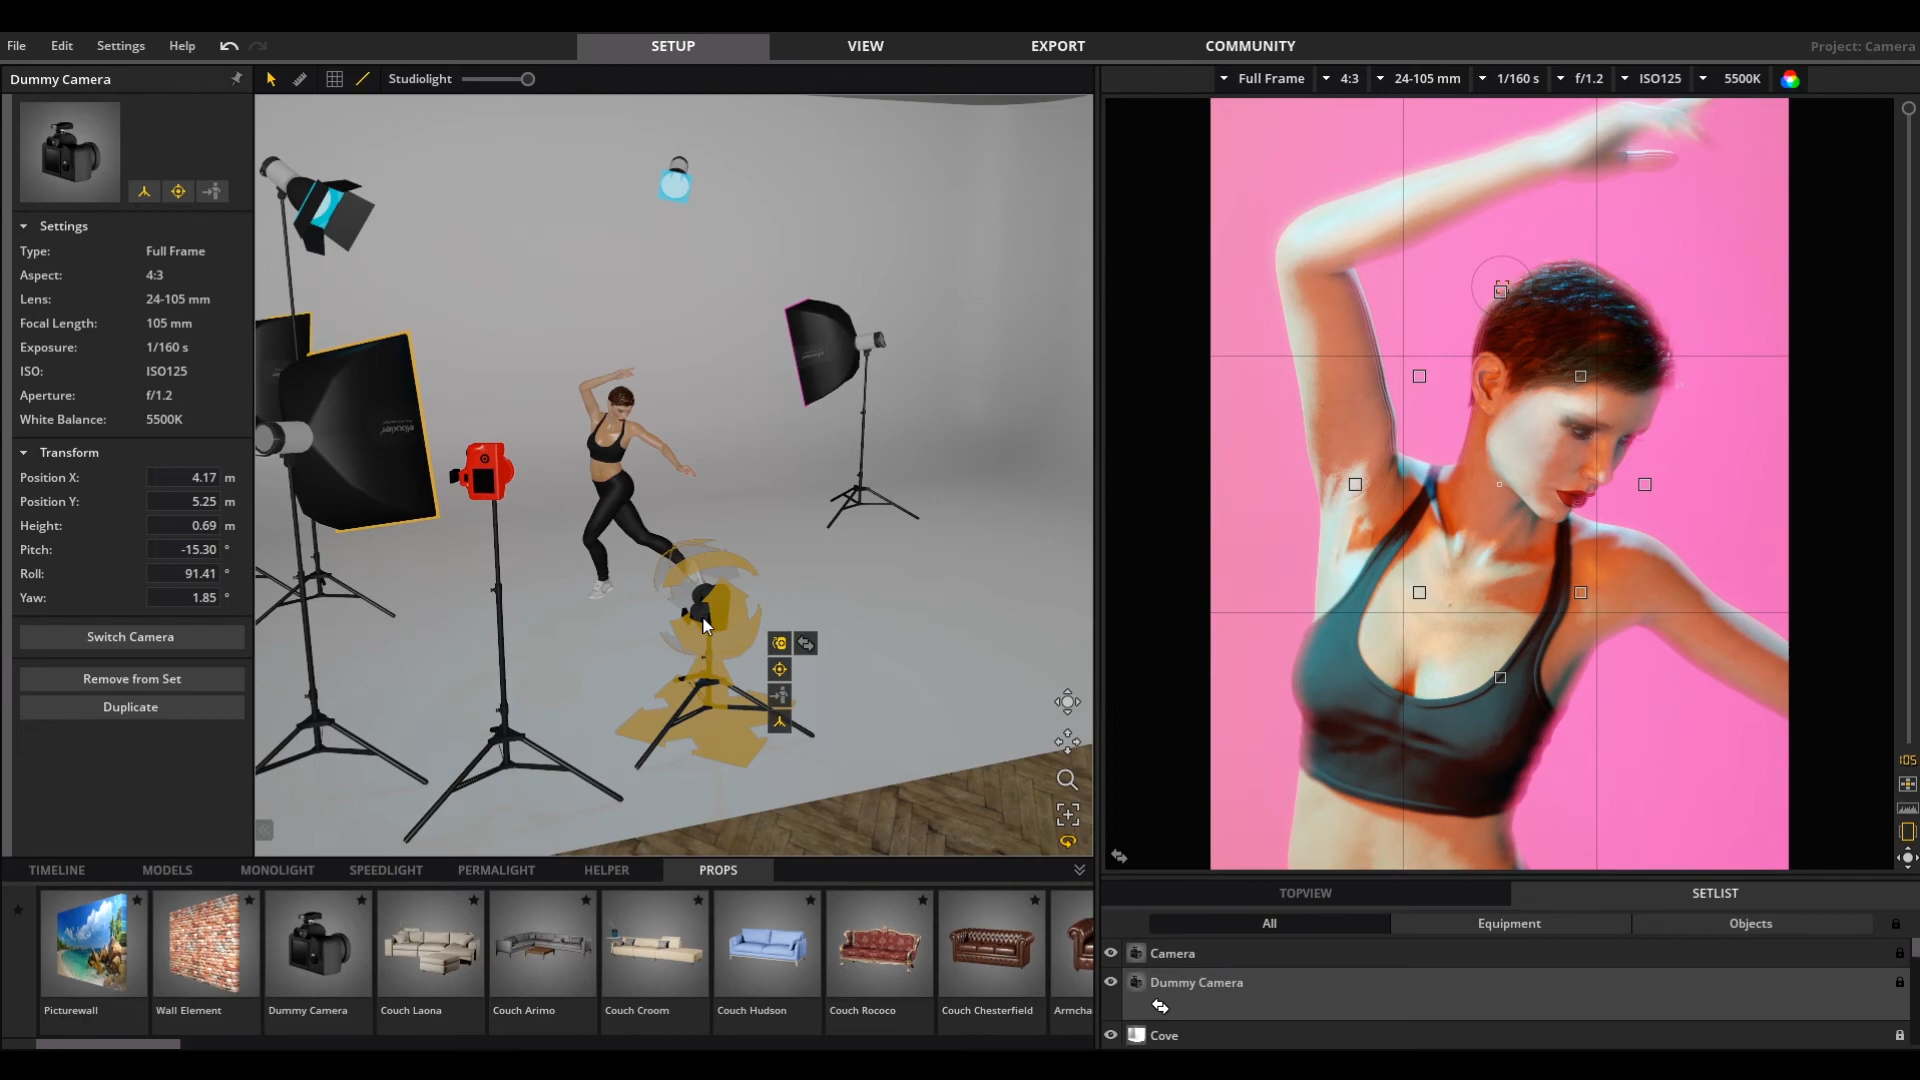 File Edit Settings Help SETUP VIEW EXPORT COMMUNITY Project: Camera
Dummy Camera
Studiolight
Full Frame 4:3 24-105 mm 1/160 s f/1.2 ISO125 5500K
Settings
Type: Full Frame
Aspect: 4:3
Lens: 24-105 mm
Focal Length: 105 mm
Exposure: 1/160 s
ISO: ISO125
Aperture: f/1.2
White Balance: 5500K
Transform
Position X: 4.17 m
Position Y: 5.25 m
Height: 0.69 m
Pitch: -15.30 °
Roll: 91.41 °
Yaw: 1.85 °
Switch Camera
Remove from Set
Duplicate
105
TIMELINE MODELS MONOLIGHT SPEEDLIGHT PERMALIGHT HELPER PROPS
Picturewall Wall Element Dummy Camera Couch Laona Couch Arimo Couch Croom Couch Hudson Couch Rococo Couch Chesterfield Armcha
TOPVIEW SETLIST
All Equipment Objects
Camera
Dummy Camera
Cove